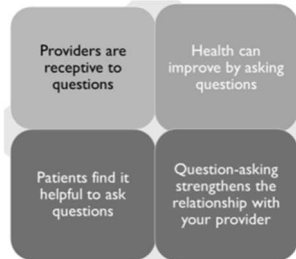 Providers are
receptive to
questions
Health can
improve by asking
questions
Patients find it
helpful to ask
questions
Question-asking
strengthens the
relationship with
your provider